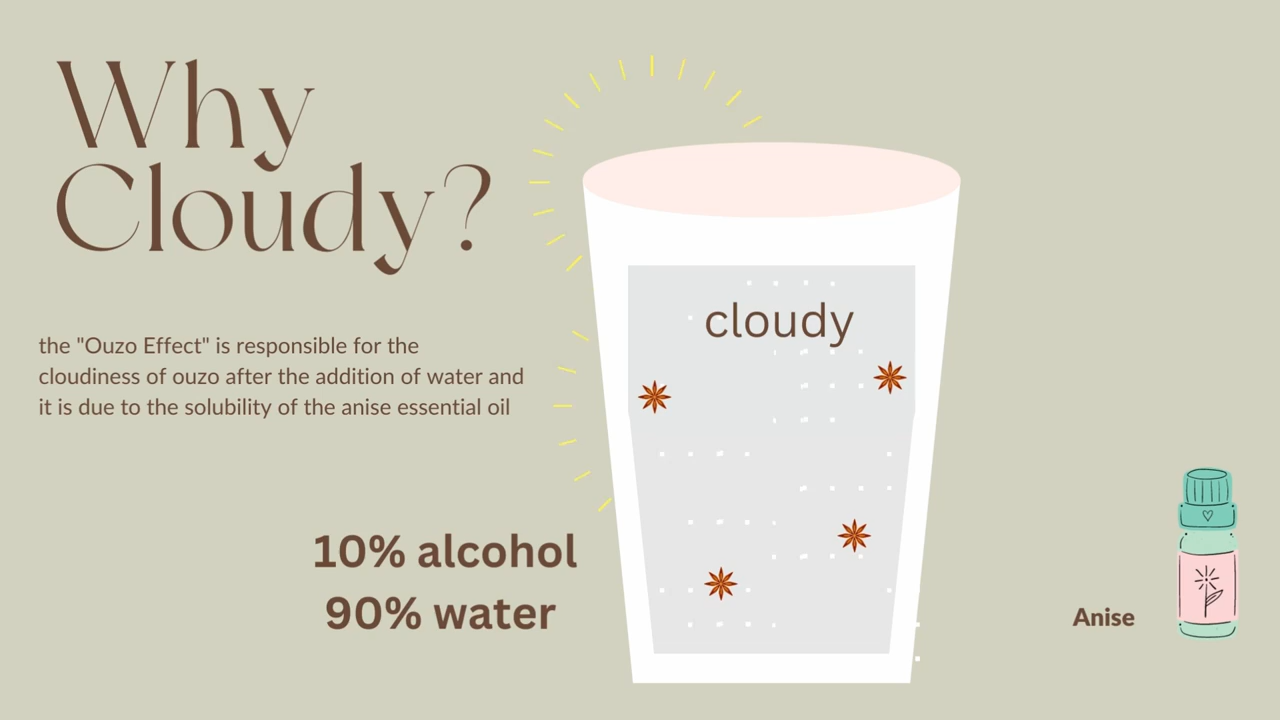 Why
Cloudy?
the "Ouzo Effect" is responsible for the
cloudiness of ouzo after the addition of water and
it is due to the solubility of the anise essential oil
10% alcohol
90% water
cloudy
Anise